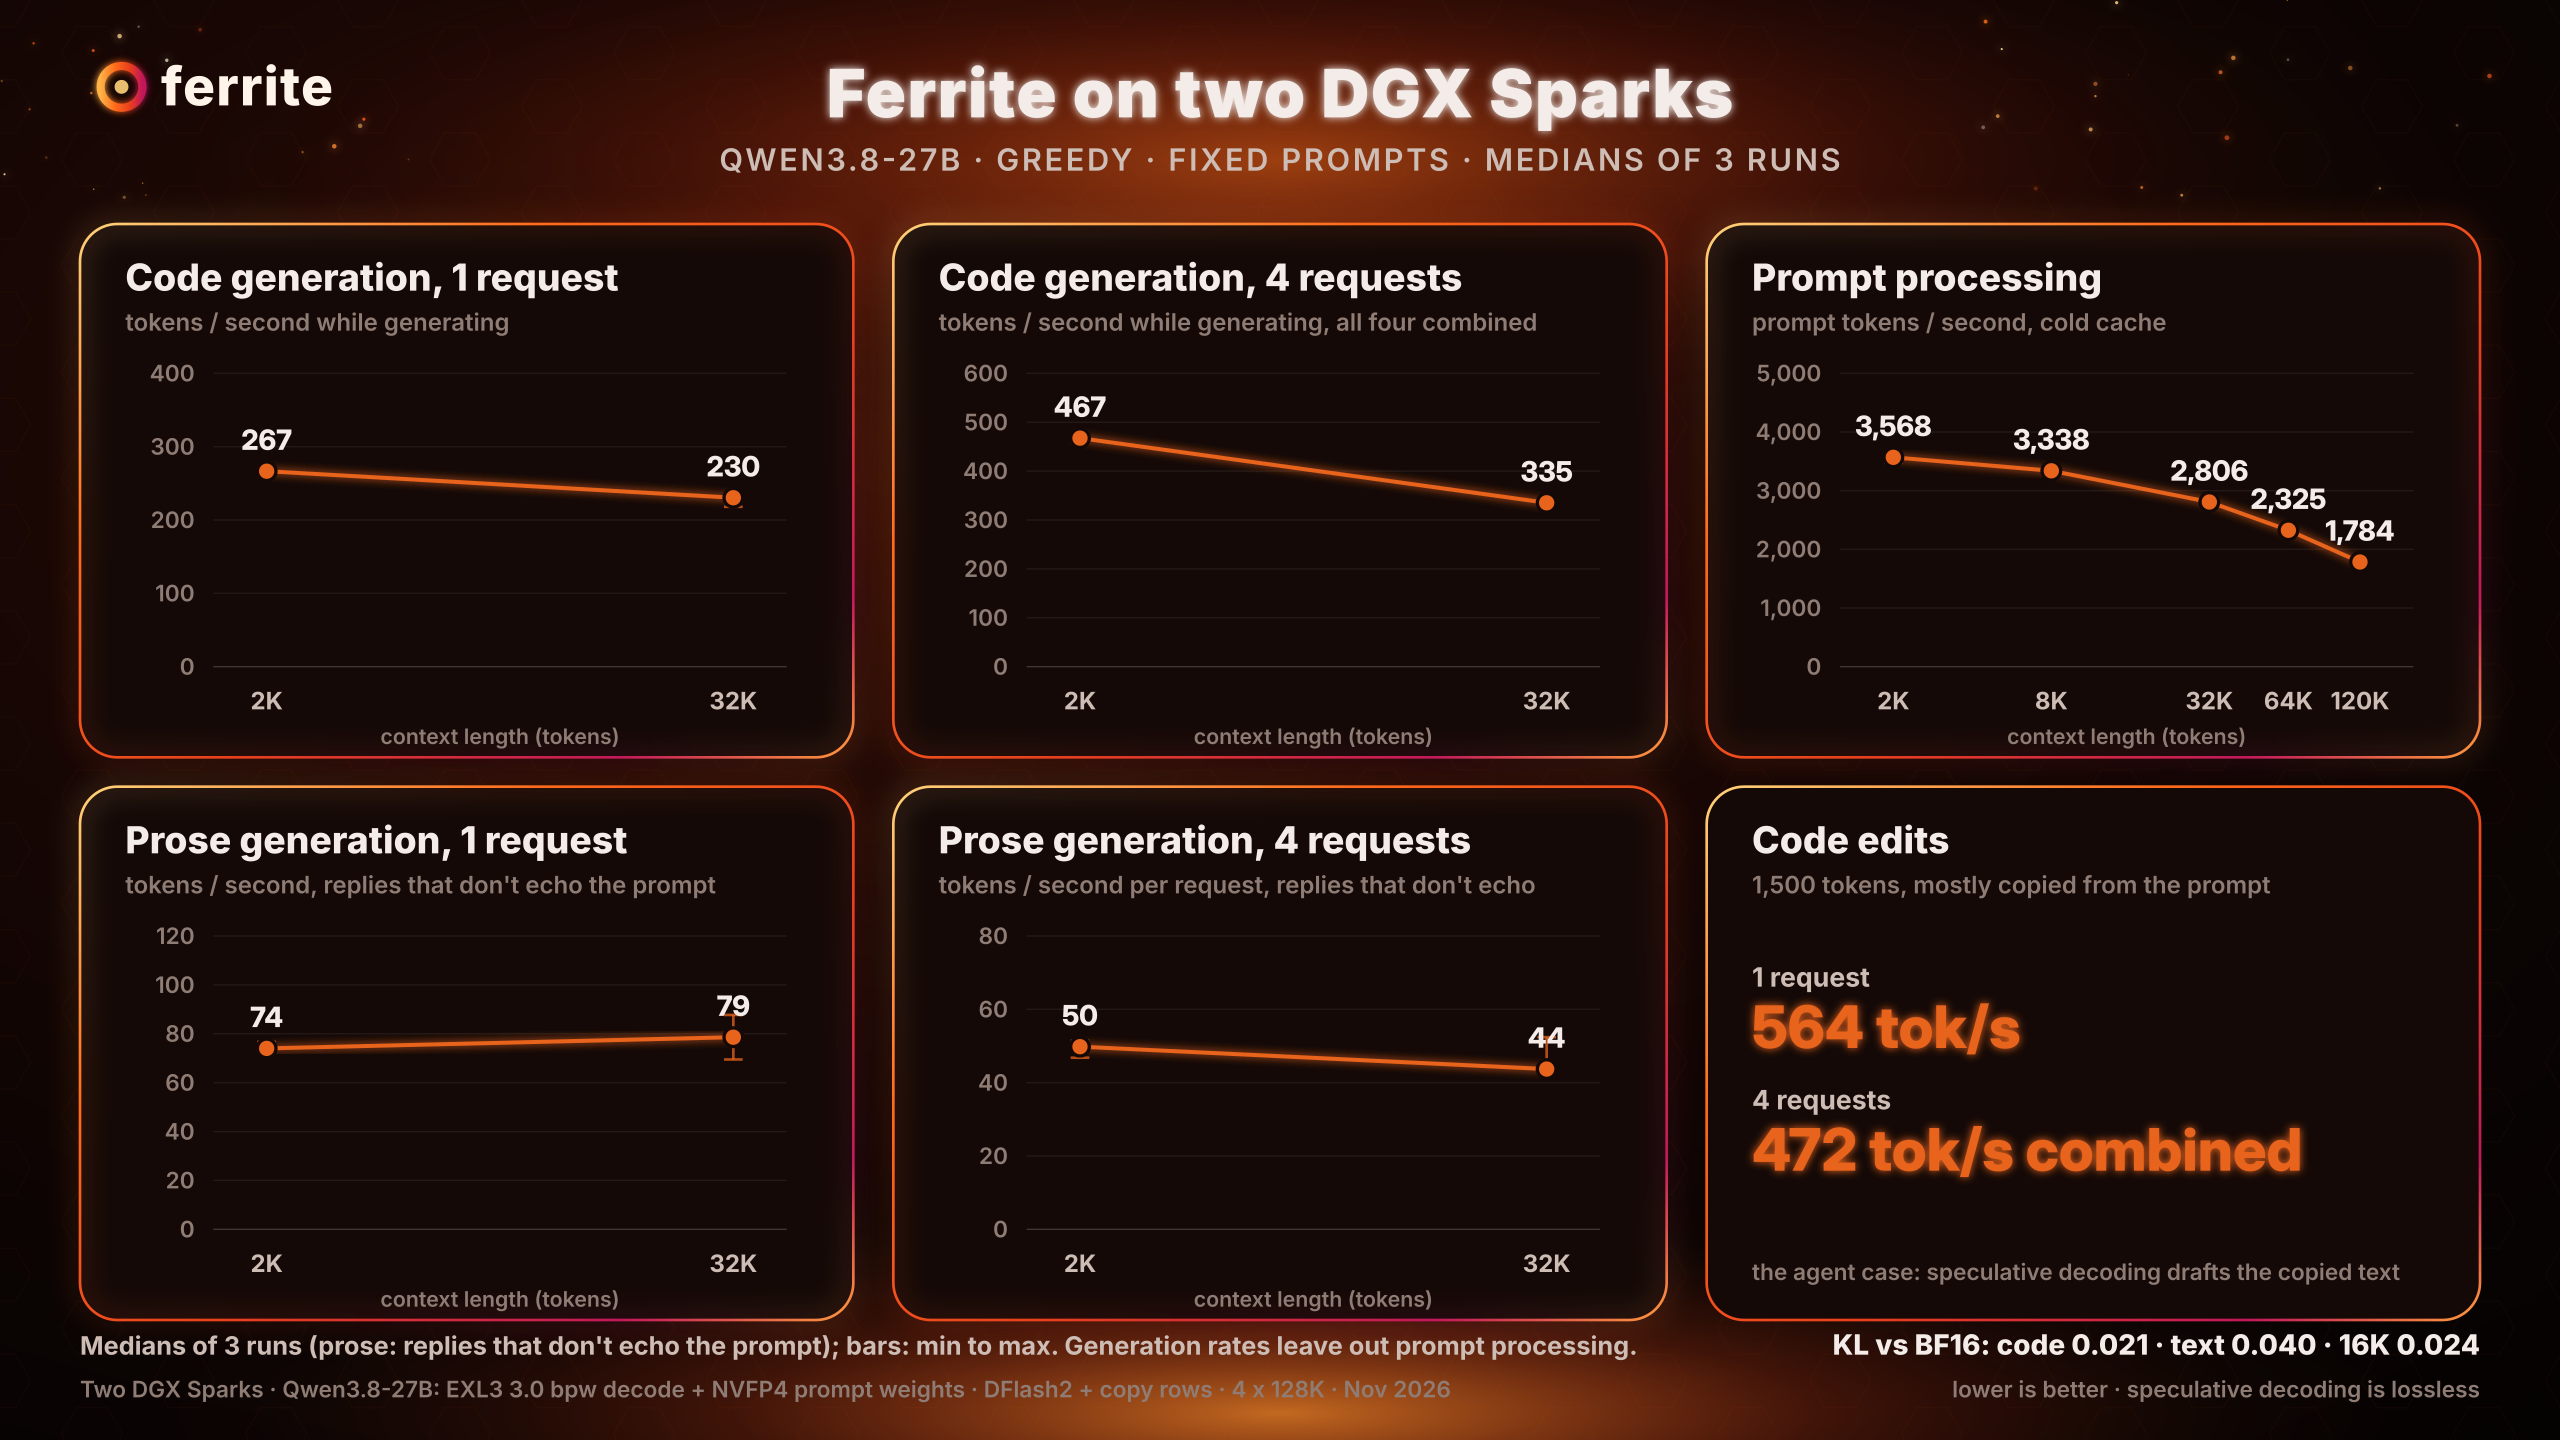 ferrite
Ferrite on two DGX Sparks
QWEN3.8-27B · GREEDY · FIXED PROMPTS · MEDIANS OF 3 RUNS
Code generation, 1 request
tokens / second while generating
400
300
200
100
0
267
230
2K
32K
context length (tokens)
Code generation, 4 requests
tokens / second while generating, all four combined
600
500
400
300
200
100
0
467
335
2K
32K
context length (tokens)
Prompt processing
prompt tokens / second, cold cache
5,000
4,000
3,000
2,000
1,000
0
3,568
3,338
2,806
2,325
1,784
2K
8K
32K
64K
120K
context length (tokens)
Prose generation, 1 request
tokens / second, replies that don't echo the prompt
120
100
80
60
40
20
0
74
79
2K
32K
context length (tokens)
Prose generation, 4 requests
tokens / second per request, replies that don't echo
80
60
40
20
0
50
44
2K
32K
context length (tokens)
Code edits
1,500 tokens, mostly copied from the prompt
1 request
564 tok/s
4 requests
472 tok/s combined
the agent case: speculative decoding drafts the copied text
Medians of 3 runs (prose: replies that don't echo the prompt); bars: min to max. Generation rates leave out prompt processing.
KL vs BF16: code 0.021 · text 0.040 · 16K 0.024
Two DGX Sparks · Qwen3.8-27B: EXL3 3.0 bpw decode + NVFP4 prompt weights · DFlash2 + copy rows · 4 x 128K · Nov 2026
lower is better · speculative decoding is lossless